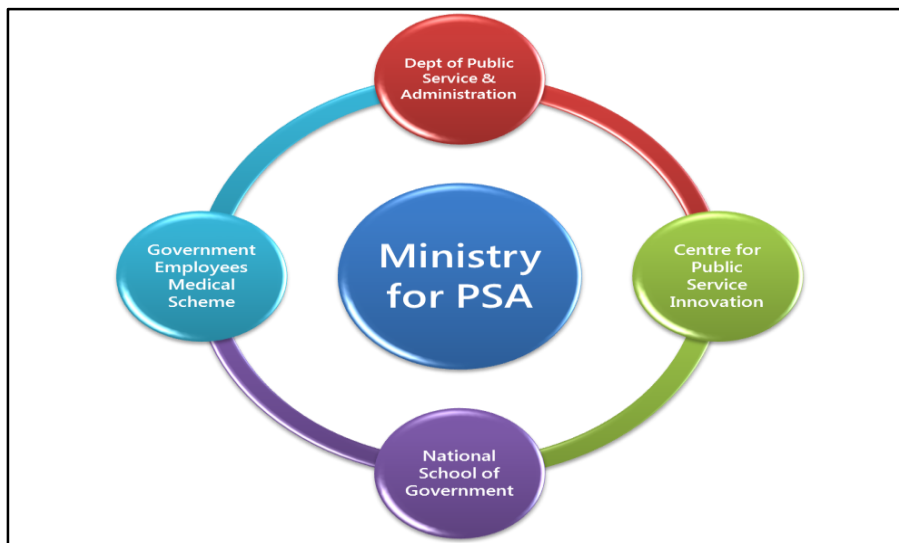 Dept of Public
Service &
Administration
Government
Employees
Medical
Scheme
Ministry
for PSA
Centre for
Public
Service
Innovation
National
School of
Government